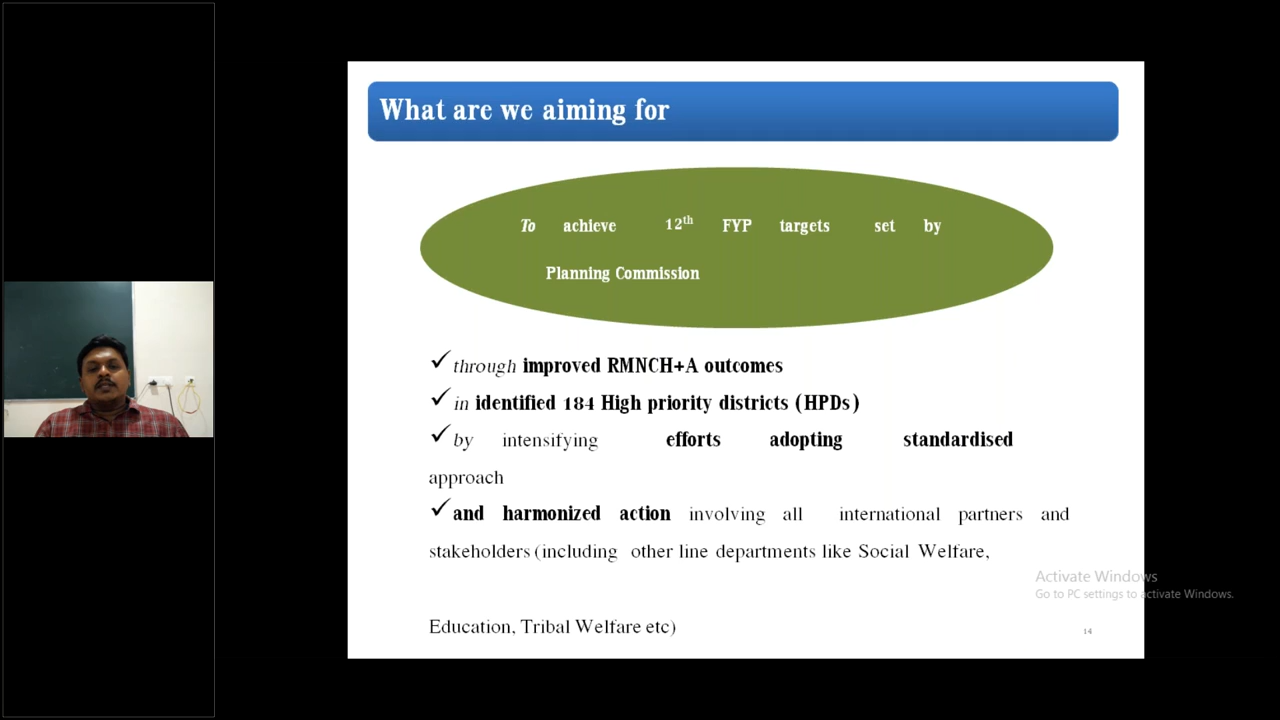 What are we aiming for
To achieve 12th FYP targets set by
Planning Commission
✓through improved RMNCH+A outcomes
✓in identified 184 High priority districts (HPDs)
✓by intensifying efforts adopting standardised
approach
✓and harmonized action involving all international partners and
stakeholders (including other line departments like Social Welfare,
Education, Tribal Welfare etc)
Activate Windows
Go to PC settings to activate Windows.
14